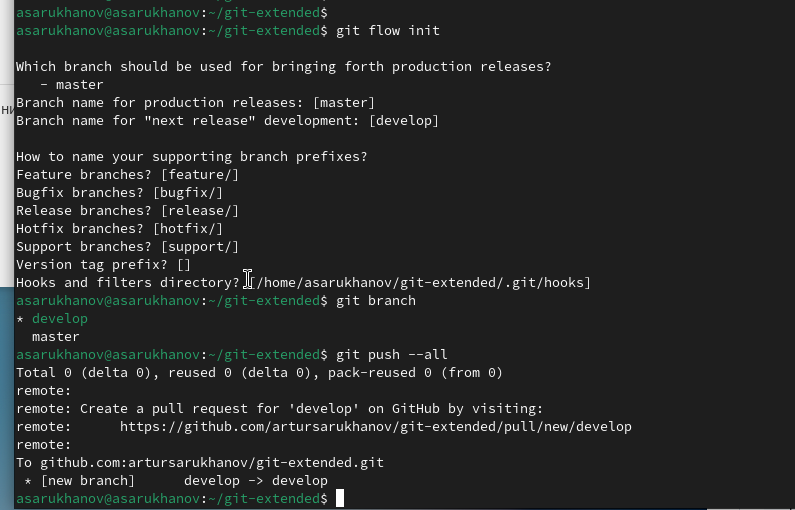 asarukhanov@asarukhanov:~/git-extended$
asarukhanov@asarukhanov:~/git-extended$ git flow init
Which branch should be used for bringing forth production releases?
   - master
Branch name for production releases: [master]
Branch name for "next release" development: [develop]
How to name your supporting branch prefixes?
Feature branches? [feature/]
Bugfix branches? [bugfix/]
Release branches? [release/]
Hotfix branches? [hotfix/]
Support branches? [support/]
Version tag prefix? []
Hooks and filters directory? [/home/asarukhanov/git-extended/.git/hooks]
asarukhanov@asarukhanov:~/git-extended$ git branch
* develop
  master
asarukhanov@asarukhanov:~/git-extended$ git push --all
Total 0 (delta 0), reused 0 (delta 0), pack-reused 0 (from 0)
remote:
remote: Create a pull request for 'develop' on GitHub by visiting:
remote:      https://github.com/artursarukhanov/git-extended/pull/new/develop
remote:
To github.com:artursarukhanov/git-extended.git
 * [new branch]      develop -> develop
asarukhanov@asarukhanov:~/git-extended$